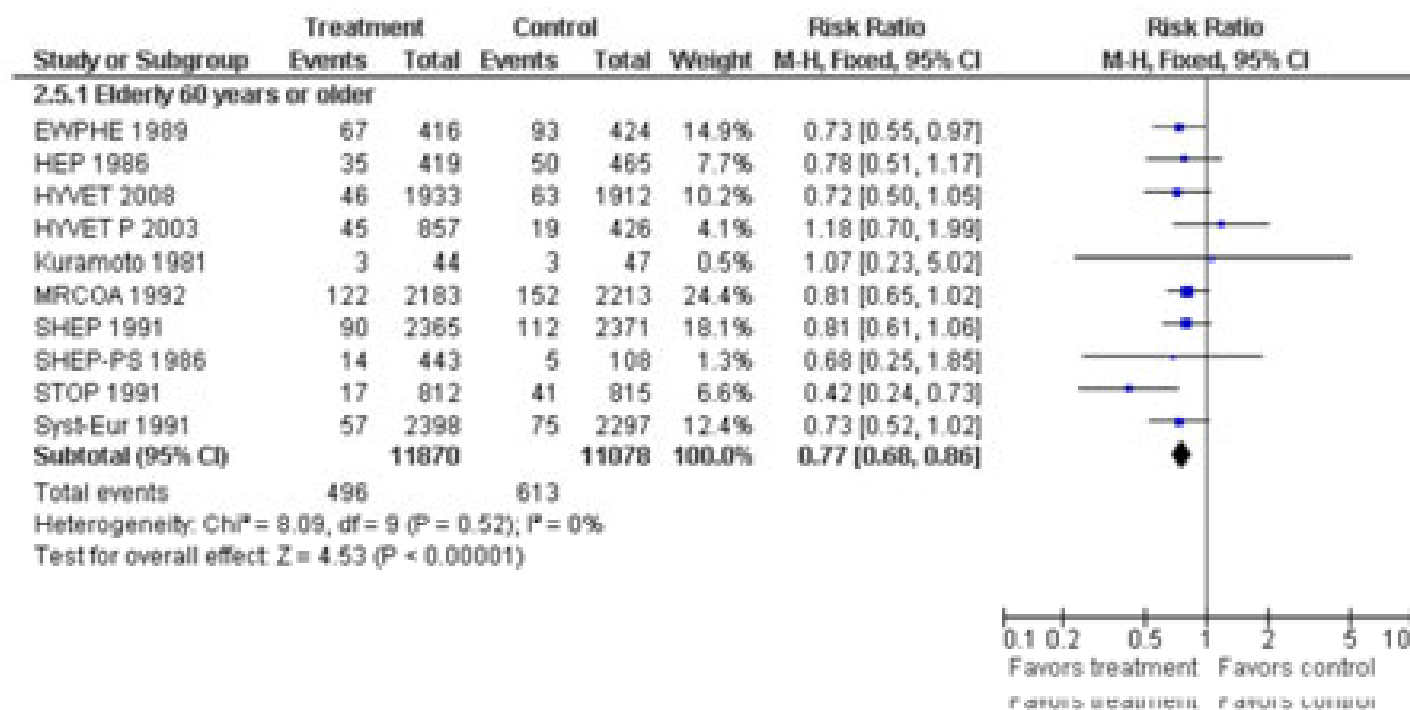 Treatment Control Risk Ratio Risk Ratio
Study or Subgroup Events Total Events Total Weight M-H, Fixed, 95% CI M-H, Fixed, 95% CI
2.5.1 Elderly 60 years or older
EWPHE 1989 67 416 93 424 14.9% 0.73 [0.55, 0.97]
HEP 1986 35 419 50 465 7.7% 0.78 [0.51, 1.17]
HYVET 2008 46 1933 63 1912 10.2% 0.72 [0.50, 1.05]
HYVET P 2003 45 857 19 426 4.1% 1.18 [0.70, 1.99]
Kuramoto 1981 3 44 3 47 0.5% 1.07 [0.23, 5.02]
MRCOA 1992 122 2183 152 2213 24.4% 0.81 [0.65, 1.02]
SHEP 1991 90 2365 112 2371 18.1% 0.81 [0.61, 1.06]
SHEP-PS 1986 14 443 5 108 1.3% 0.68 [0.25, 1.85]
STOP 1991 17 812 41 815 6.6% 0.42 [0.24, 0.73]
Syst-Eur 1991 57 2398 75 2297 12.4% 0.73 [0.52, 1.02]
Subtotal (95% CI) 11870 11078 100.0% 0.77 [0.68, 0.86]
Total events 496 613
Heterogeneity: Chi² = 8.09, df = 9 (P = 0.52); I² = 0%
Test for overall effect: Z = 4.53 (P < 0.00001)
0.1 0.2 0.5 1 2 5 10
Favors treatment Favors control
Favors treatment Favors control